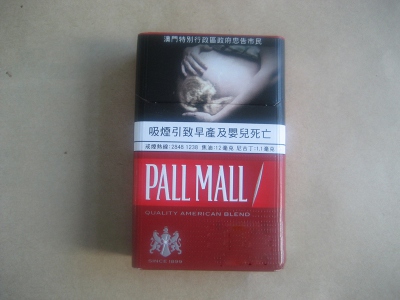 澳門特別行政區政府忠告市民
吸煙引致早產及嬰兒死亡
戒煙熱線:2848 1238 焦油:12毫克 尼古丁:1.1毫克
PALL MALL
QUALITY AMERICAN BLEND
SINCE 1899